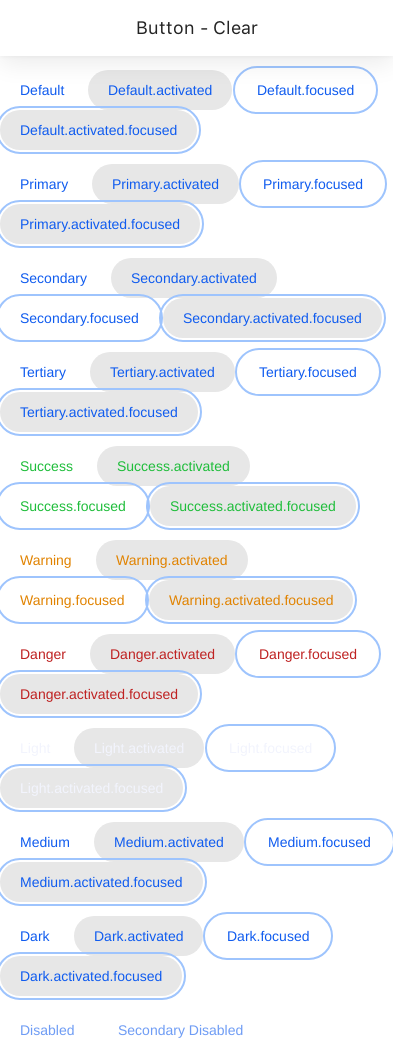 Button - Clear
Default Default.activated Default.focused
Default.activated.focused
Primary Primary.activated Primary.focused
Primary.activated.focused
Secondary Secondary.activated
Secondary.focused Secondary.activated.focused
Tertiary Tertiary.activated Tertiary.focused
Tertiary.activated.focused
Success Success.activated
Success.focused Success.activated.focused
Warning Warning.activated
Warning.focused Warning.activated.focused
Danger Danger.activated Danger.focused
Danger.activated.focused
Light Light.activated Light.focused
Light.activated.focused
Medium Medium.activated Medium.focused
Medium.activated.focused
Dark Dark.activated Dark.focused
Dark.activated.focused
Disabled Secondary Disabled